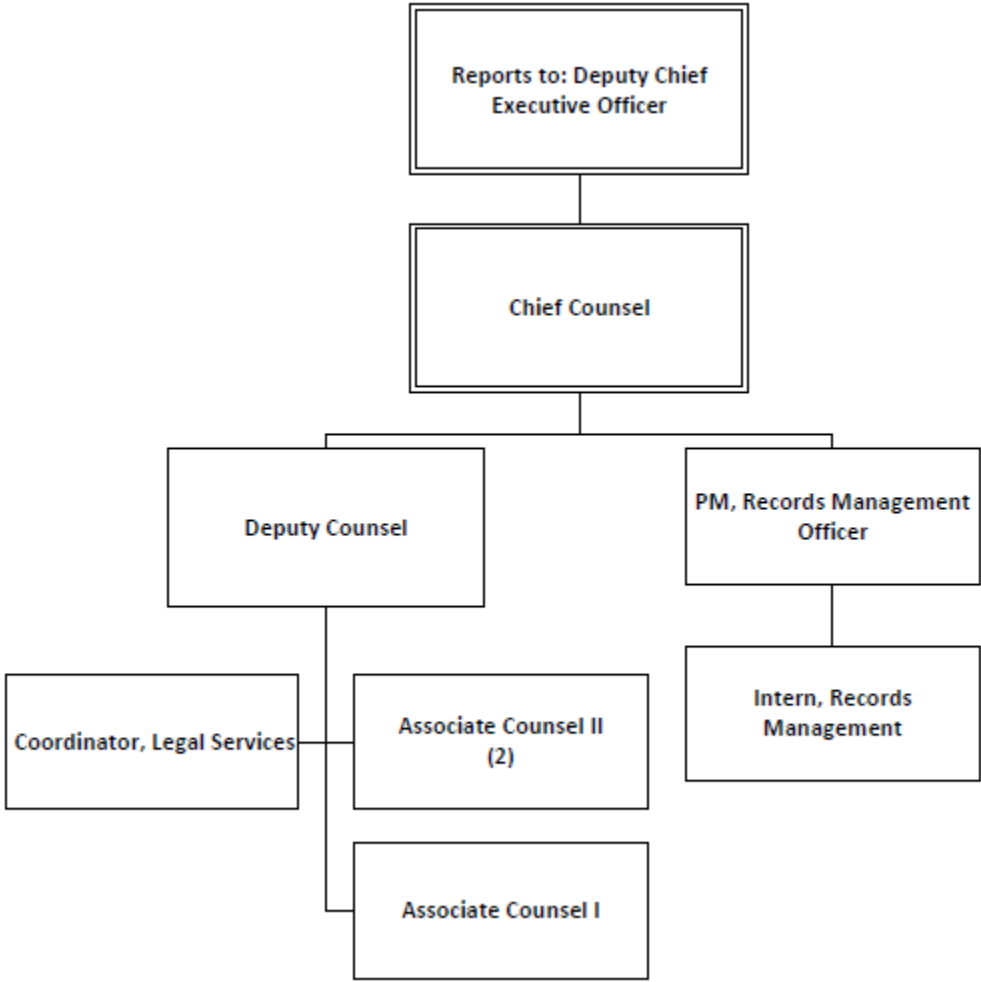 Reports to: Deputy Chief
Executive Officer
Chief Counsel
Deputy Counsel
PM, Records Management
Officer
Coordinator, Legal Services
Associate Counsel II
(2)
Intern, Records
Management
Associate Counsel I